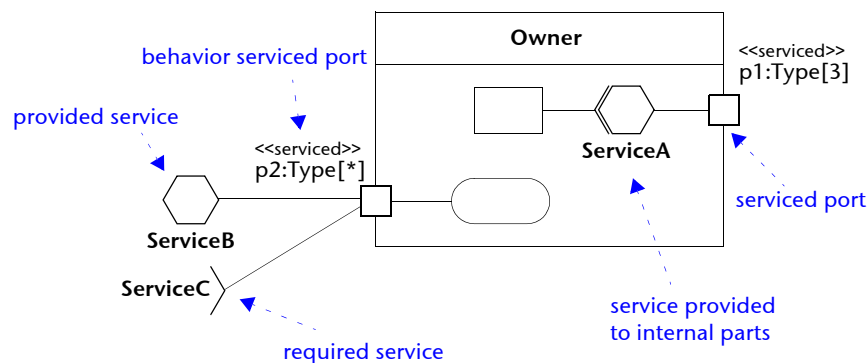 Owner
<<serviced>>
p1:Type[3]
behavior serviced port
provided service
<<serviced>>
p2:Type[*]
ServiceA
serviced port
ServiceB
ServiceC
service provided
to internal parts
required service